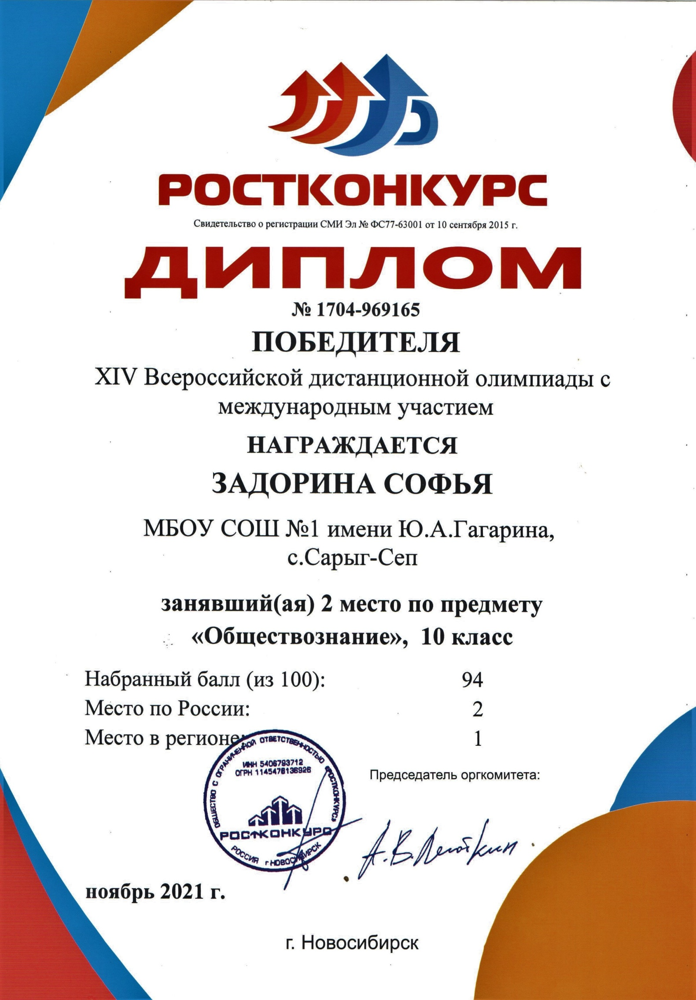 РОСТКОНКУРС
Свидетельство о регистрации СМИ Эл № ФС77-63001 от 10 сентября 2015 г.
ДИПЛОМ
№ 1704-969165
ПОБЕДИТЕЛЯ
XIV Всероссийской дистанционной олимпиады с
международным участием
НАГРАЖДАЕТСЯ
ЗАДОРИНА СОФЬЯ
МБОУ СОШ №1 имени Ю.А.Гагарина,
с.Сарыг-Сеп
занявший(ая) 2 место по предмету
«Обществознание», 10 класс
Набранный балл (из 100): 94
Место по России: 2
Место в регионе: 1
ОБЩЕСТВО С ОГРАНИЧЕННОЙ ОТВЕТСТВЕННОСТЬЮ «РОСТКОНКУРС»
ИНН 5406793712
ОГРН 1145476136926
РОСТКОНКУРС
РОССИЯ г НОВОСИБИРСК
Председатель оргкомитета:
А.В.
ноябрь 2021 г.
г. Новосибирск